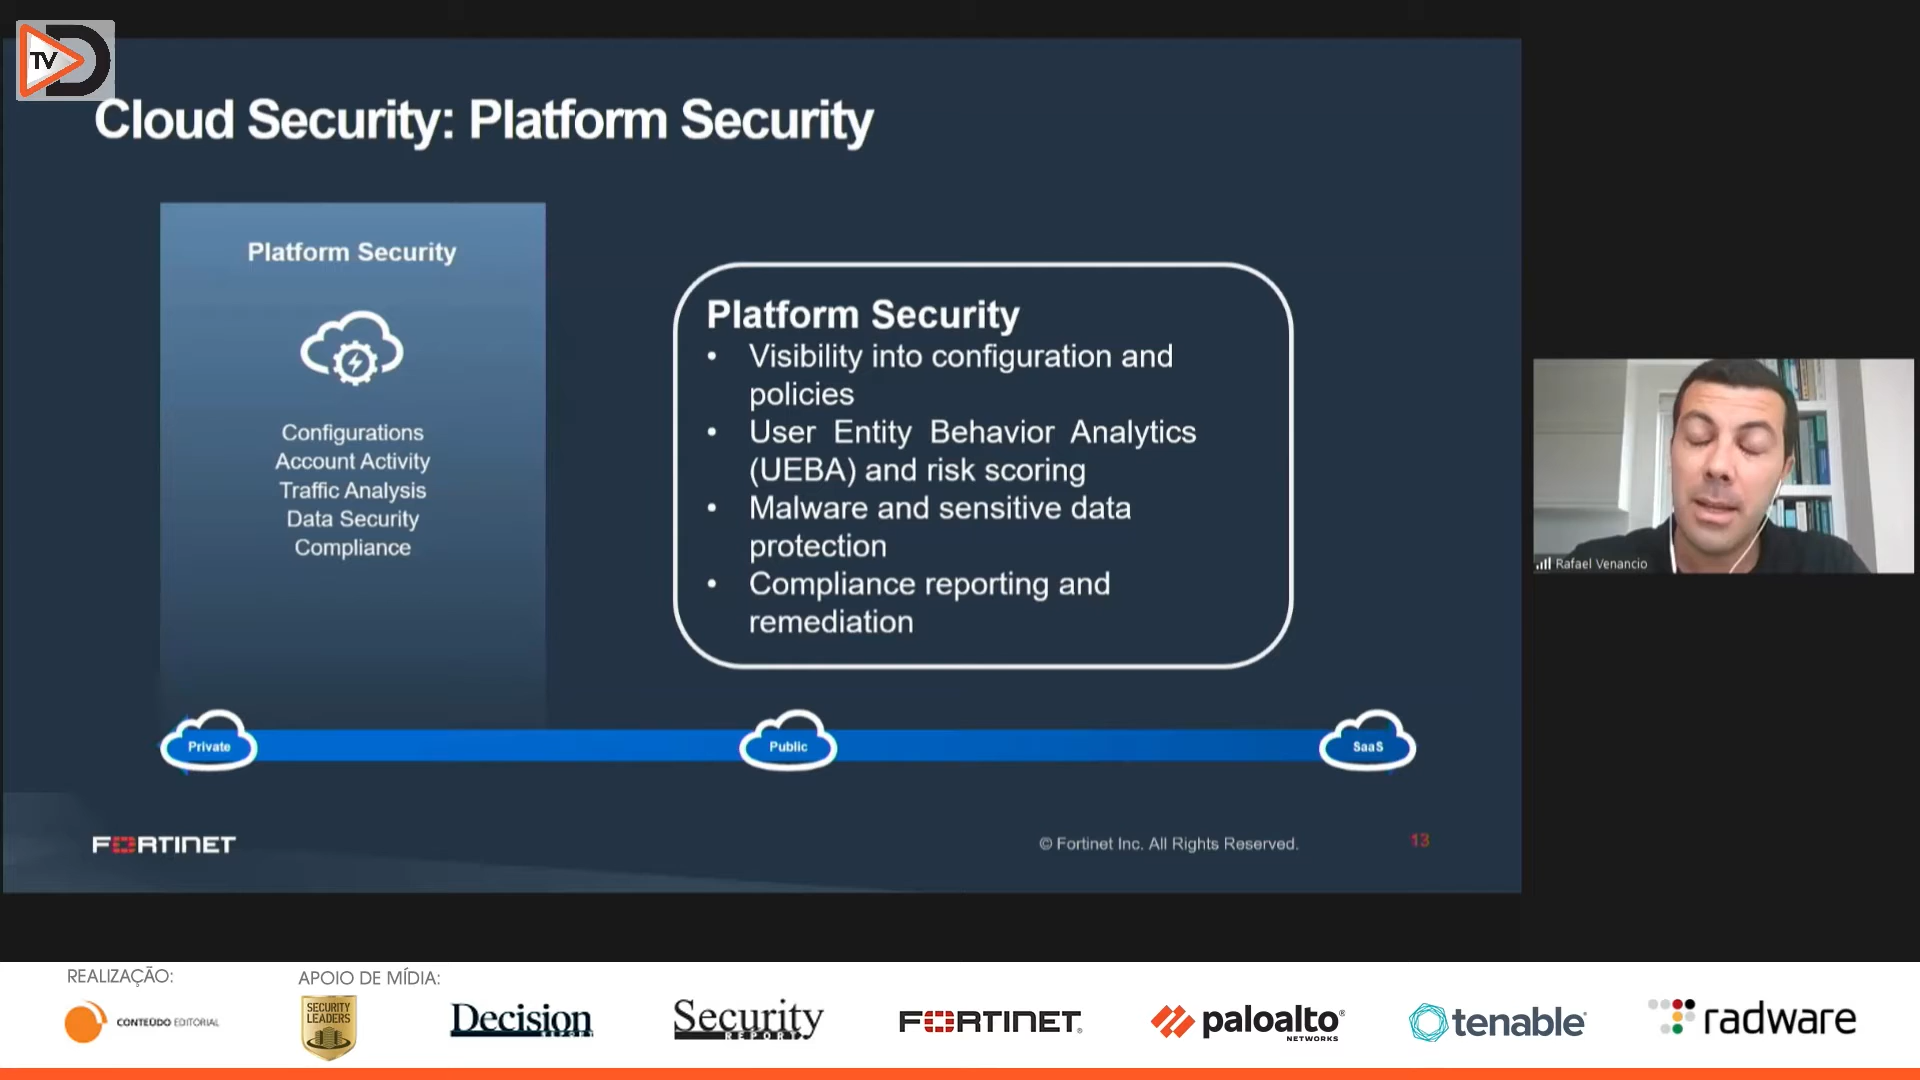 TV
Cloud Security: Platform Security
Platform Security
Configurations
Account Activity
Traffic Analysis
Data Security
Compliance
Platform Security
• Visibility into configuration and
policies
• User Entity Behavior Analytics
(UEBA) and risk scoring
• Malware and sensitive data
protection
• Compliance reporting and
remediation
Private
Public
SaaS
FORTINET
© Fortinet Inc. All Rights Reserved.
13
Rafael Venancio
REALIZAÇÃO:
CONTEÚDO EDITORIAL
APOIO DE MÍDIA:
SECURITY
LEADERS
Decision
REPORT
Security
REPORT
FORTINET®
paloalto®
NETWORKS
tenable®
radware